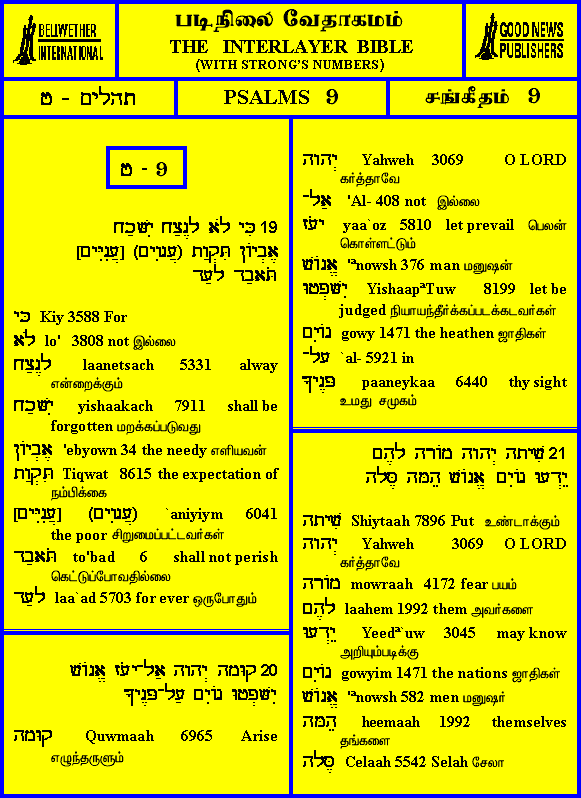 BELLWETHER
INTERNATIONAL
படிநிலை வேதாகமம்
THE INTERLAYER BIBLE
(WITH STRONG'S NUMBERS)
GOOD NEWS
PUBLISHERS
תהלים - ט
PSALMS 9
சங்கீதம் 9
ט - 9
19 כִּי לֹא לָנֶצַח יִשָּׁכַח
אֶבְיוֹן תִּקְוַת (עֲנוִים) [עֲנִיִּים]
תֹּאבַד לָעַד
כִּי Kiy 3588 For
לֹא lo' 3808 not இல்லை
לָנֶצַח laanetsach 5331 alway
என்றைக்கும்
יִשָּׁכַח yishaakach 7911 shall be
forgotten மறக்கப்படுவது
אֶבְיוֹן 'ebyown 34 the needy எளியவன்
תִּקְוַת Tiqwat 8615 the expectation of
நம்பிக்கை
[עֲנִיִּים] (עֲנוִים) `aniyiym 6041
the poor சிறுமைப்பட்டவர்கள்
תֹּאבַד to'bad 6 shall not perish
கெட்டுப்போவதில்லை
לָעַד laa`ad 5703 for ever ஒருபோதும்
20 קוּמָה יְהוָה אַל-יָעֹז אֱנוֹשׁ
יִשָּׁפְטוּ גוֹיִם עַל-פָּנֶיךָ
קוּמָה Quwmaah 6965 Arise
எழுந்தருளும்
יְהוָה Yahweh 3069 O LORD
கர்த்தாவே
אַל- 'Al- 408 not இல்லை
יָעֹז yaa`oz 5810 let prevail பெலன்
கொள்ளட்டும்
אֱנוֹשׁ 'ᵉnowsh 376 man மனுஷன்
יִשָּׁפְטוּ Yishaapᵉtuw 8199 let be
judged நியாயந்தீர்க்கப்படக்கடவர்கள்
גוֹיִם gowy 1471 the heathen ஜாதிகள்
עַל- `al- 5921 in
פָּנֶיךָ paaneykaa 6440 thy sight
உமது சமுகம்
21 שִׁיתָה יְהוָה מוֹרָה לָהֶם
יֵדְעוּ גוֹיִם אֱנוֹשׁ הֵמָּה סֶּלָה
שִׁיתָה Shiytaah 7896 Put உண்டாக்கும்
יְהוָה Yahweh 3069 O LORD
கர்த்தாவே
מוֹרָה mowraah 4172 fear பயம்
לָהֶם laahem 1992 them அவர்களை
יֵדְעוּ Yeedᵉ`uw 3045 may know
அறியும்படிக்கு
גוֹיִם gowyim 1471 the nations ஜாதிகள்
אֱנוֹשׁ 'ᵉnowsh 582 men மனுஷர்
הֵמָּה heemaah 1992 themselves
தங்களை
סֶּלָה Celaah 5542 Selah சேலா